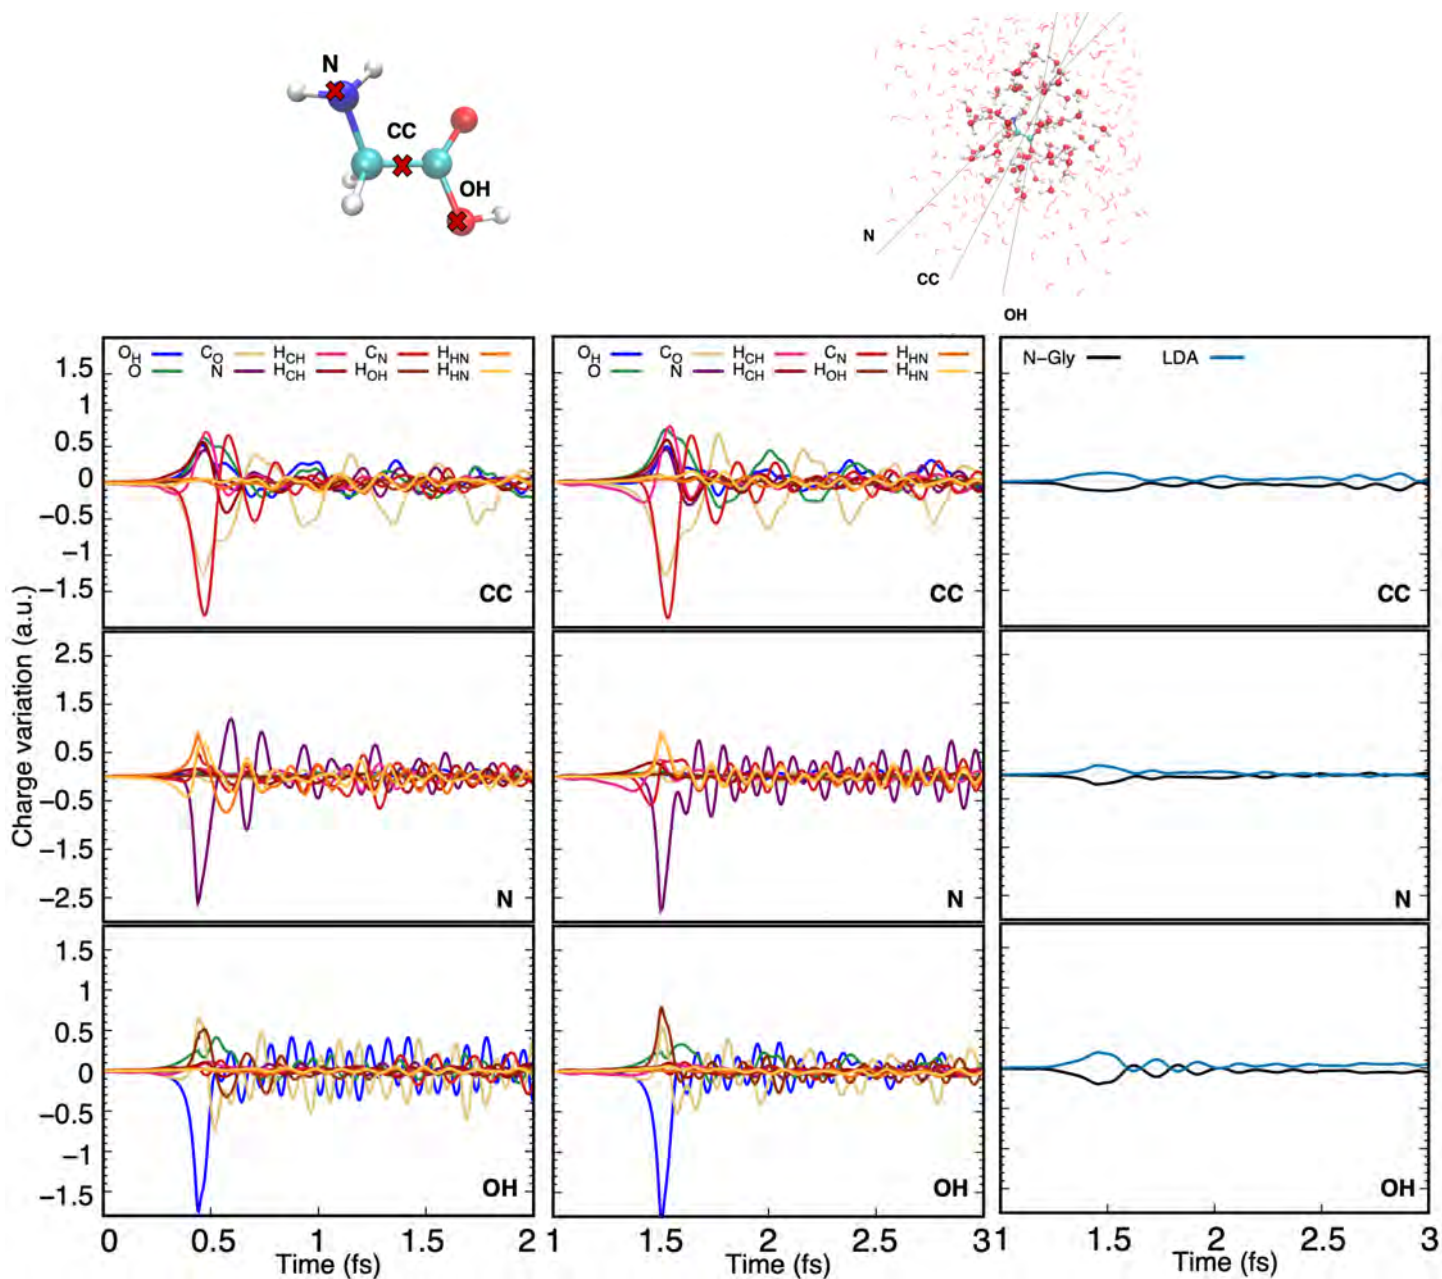 N
CC
OH
N
CC
OH
O_H C_O H_CH C_N H_HN
O N H_CH H_OH H_HN
O_H C_O H_CH C_N H_HN
O N H_CH H_OH H_HN
N-Gly LDA
Charge variation (a.u.)
1.5
1
0.5
0
−0.5
−1
−1.5
CC
CC
CC
2.5
1.5
0.5
−0.5
−1.5
−2.5
N
N
N
1.5
1
0.5
0
−0.5
−1
−1.5
OH
OH
OH
0 0.5 1 1.5 2
1 1.5 2 2.5 3
1 1.5 2 2.5 3
Time (fs)
Time (fs)
Time (fs)